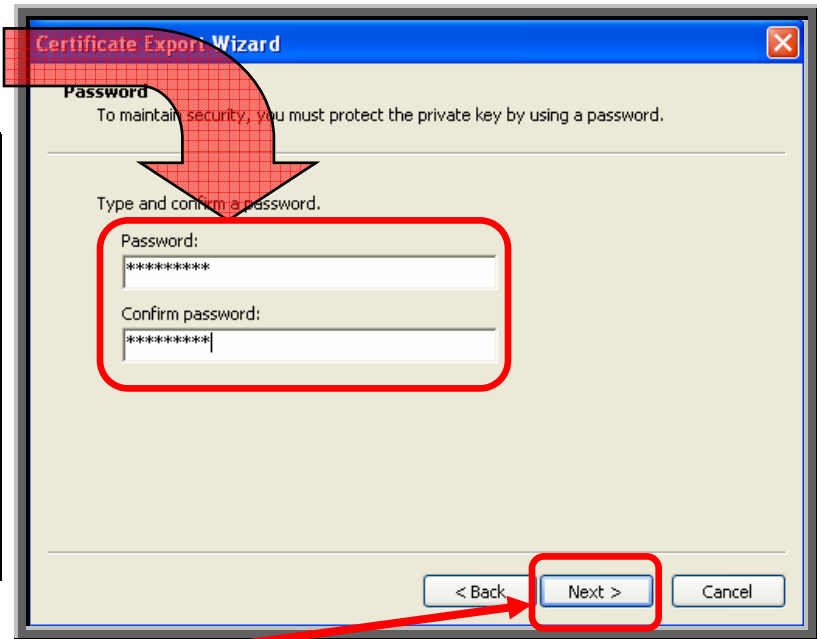 Certificate Export Wizard
Password
To maintain security, you must protect the private key by using a password.
Type and confirm a password.
Password:
*********
Confirm password:
*********
< Back
Next >
Cancel